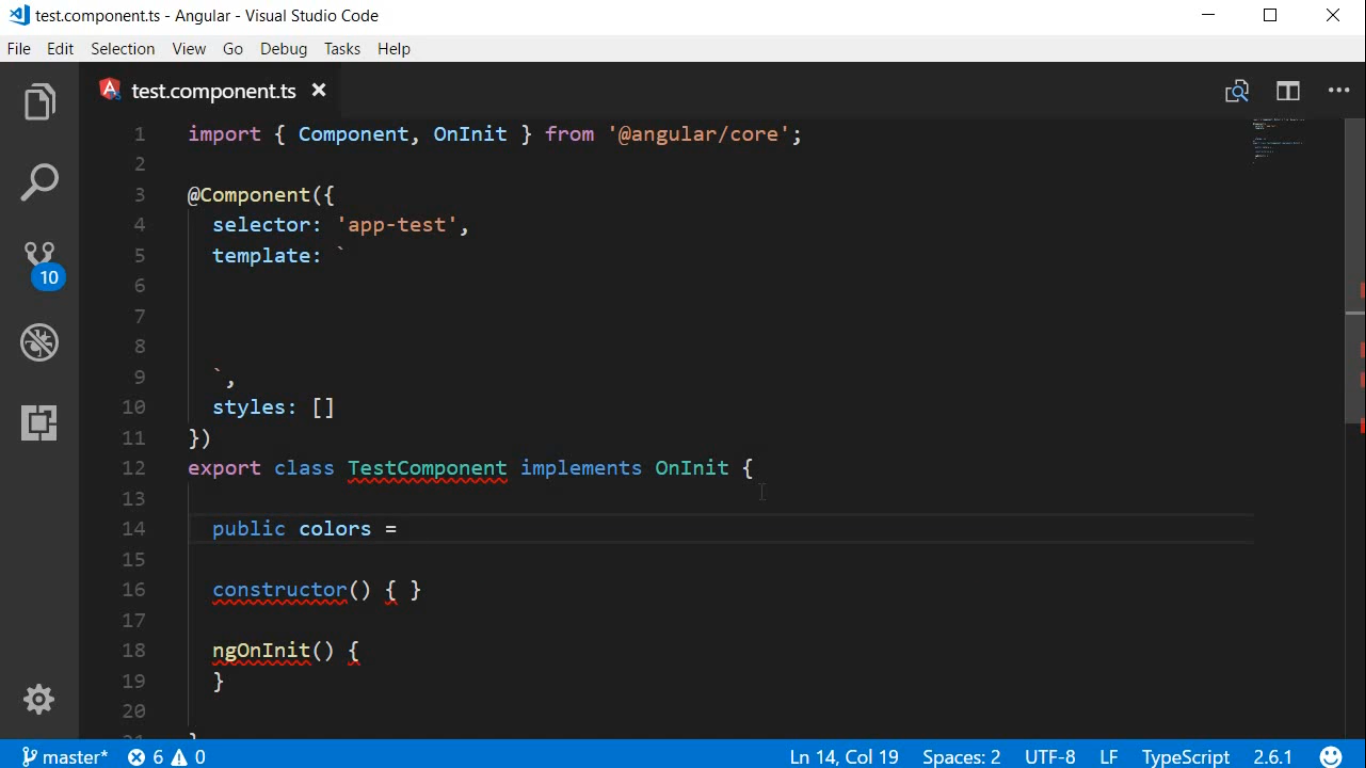 test.component.ts - Angular - Visual Studio Code
File Edit Selection View Go Debug Tasks Help
test.component.ts
1 import { Component, OnInit } from '@angular/core';
2
3 @Component({
4 selector: 'app-test',
5 template: `
6
7
8
9 `,
10 styles: []
11 })
12 export class TestComponent implements OnInit {
13
14 public colors =
15
16 constructor() { }
17
18 ngOnInit() {
19 }
20
10
master* 6 0 Ln 14, Col 19 Spaces: 2 UTF-8 LF TypeScript 2.6.1